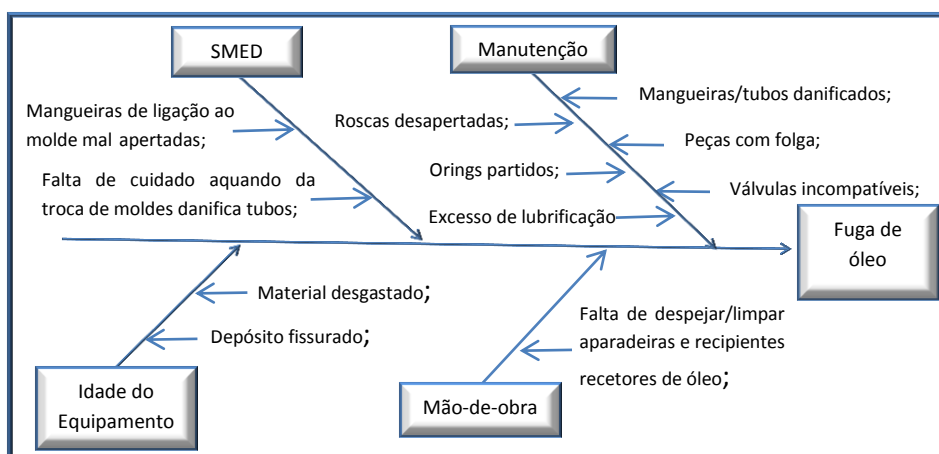 SMED
Manutenção
Mangueiras de ligação ao
molde mal apertadas;
Falta de cuidado aquando da
troca de moldes danifica tubos;
Mangueiras/tubos danificados;
Roscas desapertadas;
Peças com folga;
Orings partidos;
Válvulas incompatíveis;
Excesso de lubrificação
Fuga de
óleo
Material desgastado;
Depósito fissurado;
Falta de despejar/limpar
aparadeiras e recipientes
recetores de óleo;
Idade do
Equipamento
Mão-de-obra